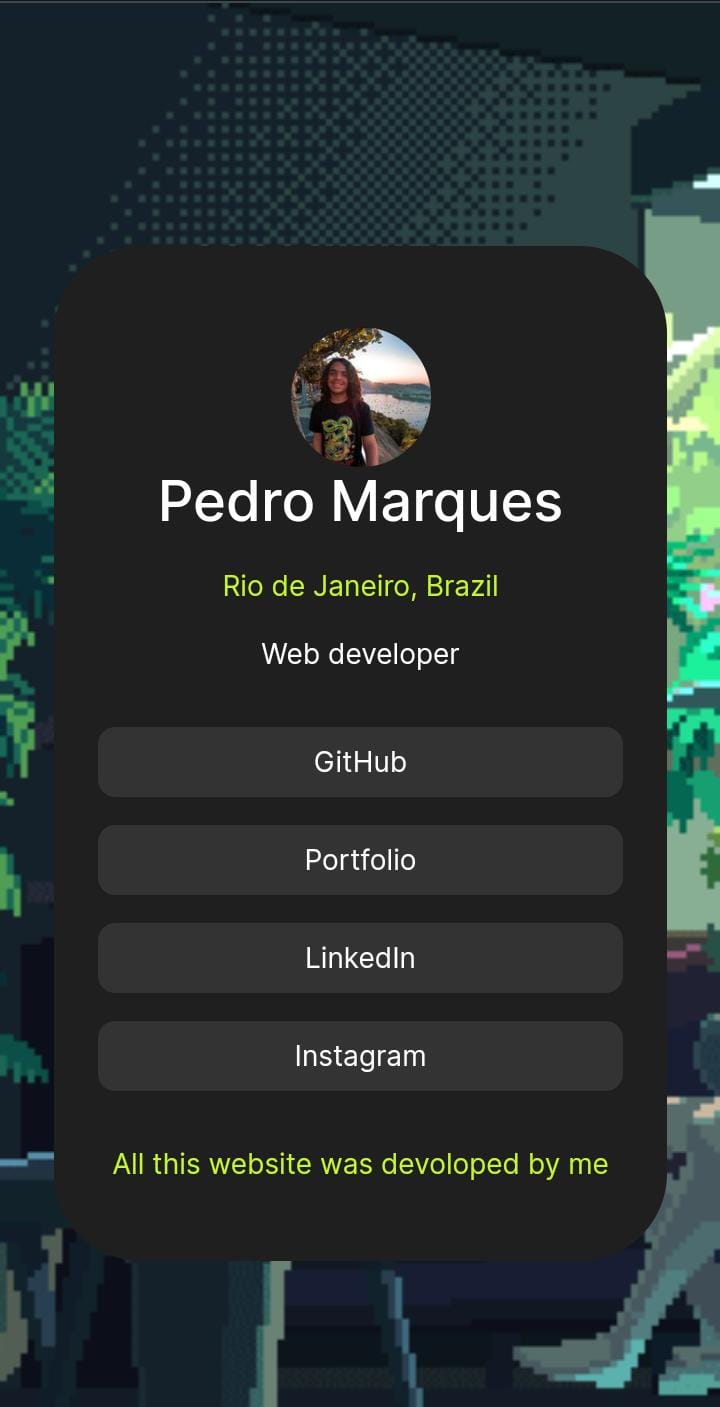 Pedro Marques
Rio de Janeiro, Brazil
Web developer
GitHub
Portfolio
LinkedIn
Instagram
All this website was devoloped by me